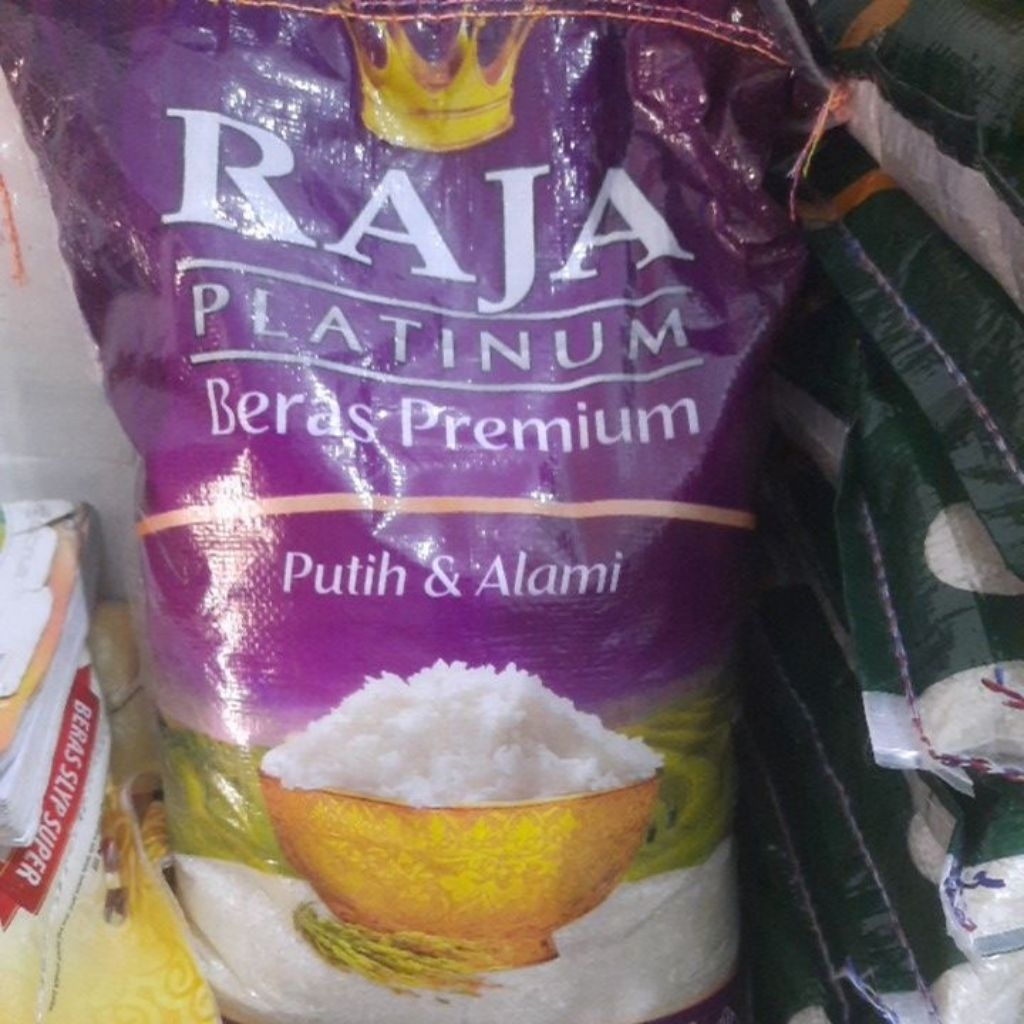 RAJA
PLATINUM
Beras Premium
Putih & Alami
BERAS SLYP SUPER